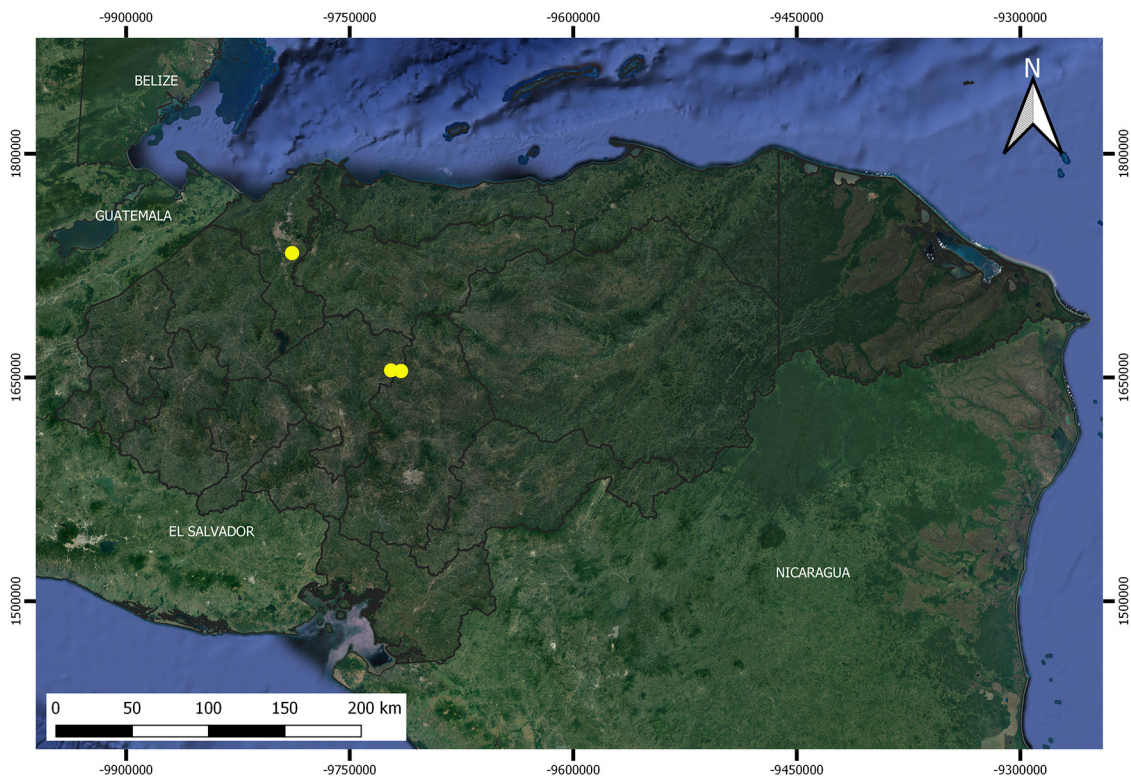 -9900000 -9750000 -9600000 -9450000 -9300000
N
BELIZE
1800000 1800000
GUATEMALA
1650000 1650000
EL SALVADOR
NICARAGUA
1500000 1500000
0 50 100 150 200 km
-9900000 -9750000 -9600000 -9450000 -9300000